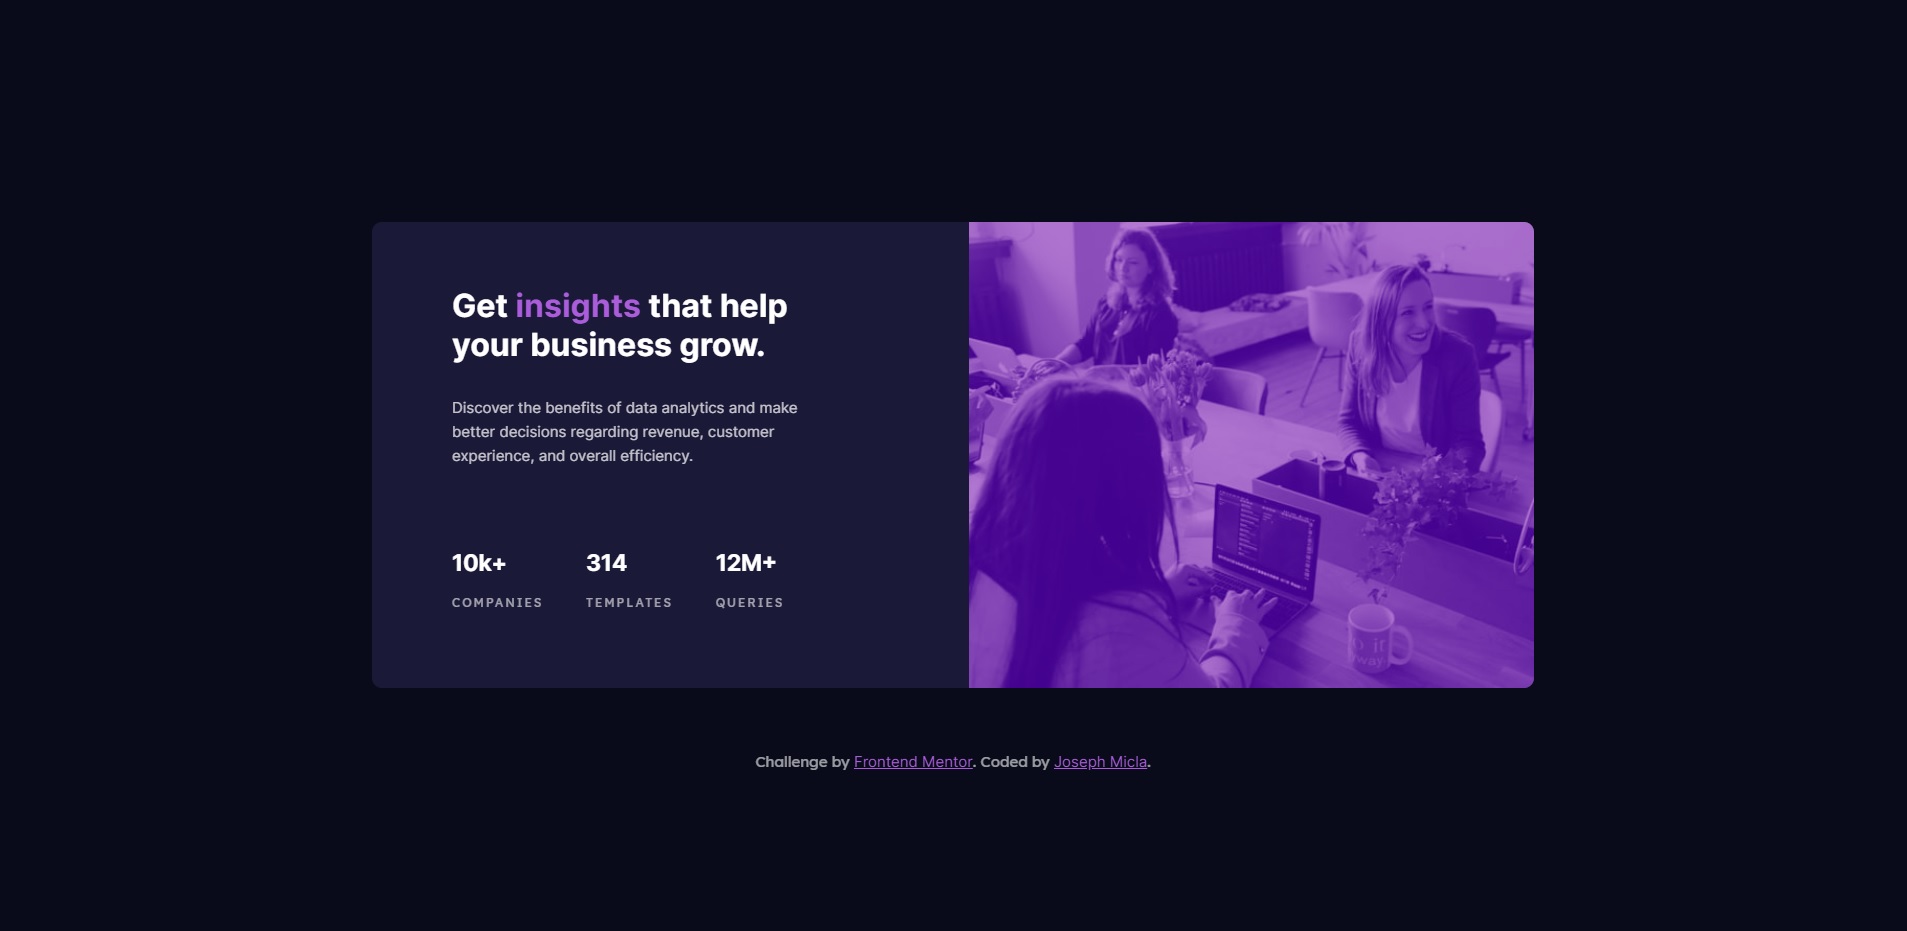 Get insights that help
your business grow.
Discover the benefits of data analytics and make
better decisions regarding revenue, customer
experience, and overall efficiency.
10k+ 314 12M+
COMPANIES TEMPLATES QUERIES
Challenge by Frontend Mentor. Coded by Joseph Micla.